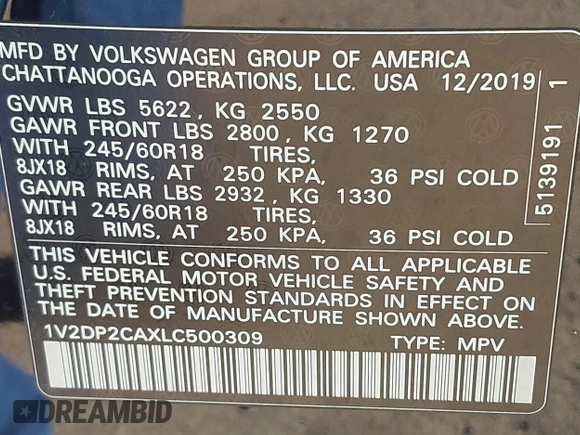 MFD BY VOLKSWAGEN GROUP OF AMERICA
CHATTANOOGA OPERATIONS, LLC. USA 12/2019
GVWR LBS 5622, KG 2550
GAWR FRONT LBS 2800, KG 1270
WITH 245/60R18 TIRES,
8JX18 RIMS, AT 250 KPA, 36 PSI COLD
GAWR REAR LBS 2932, KG 1330
WITH 245/60R18 TIRES,
8JX18 RIMS, AT 250 KPA, 36 PSI COLD
THIS VEHICLE CONFORMS TO ALL APPLICABLE
U.S. FEDERAL MOTOR VEHICLE SAFETY AND
THEFT PREVENTION STANDARDS IN EFFECT ON
THE DATE OF MANUFACTURE SHOWN ABOVE.
1V2DP2CAXLC500309 TYPE: MPV
5139191 1
DREAMBID